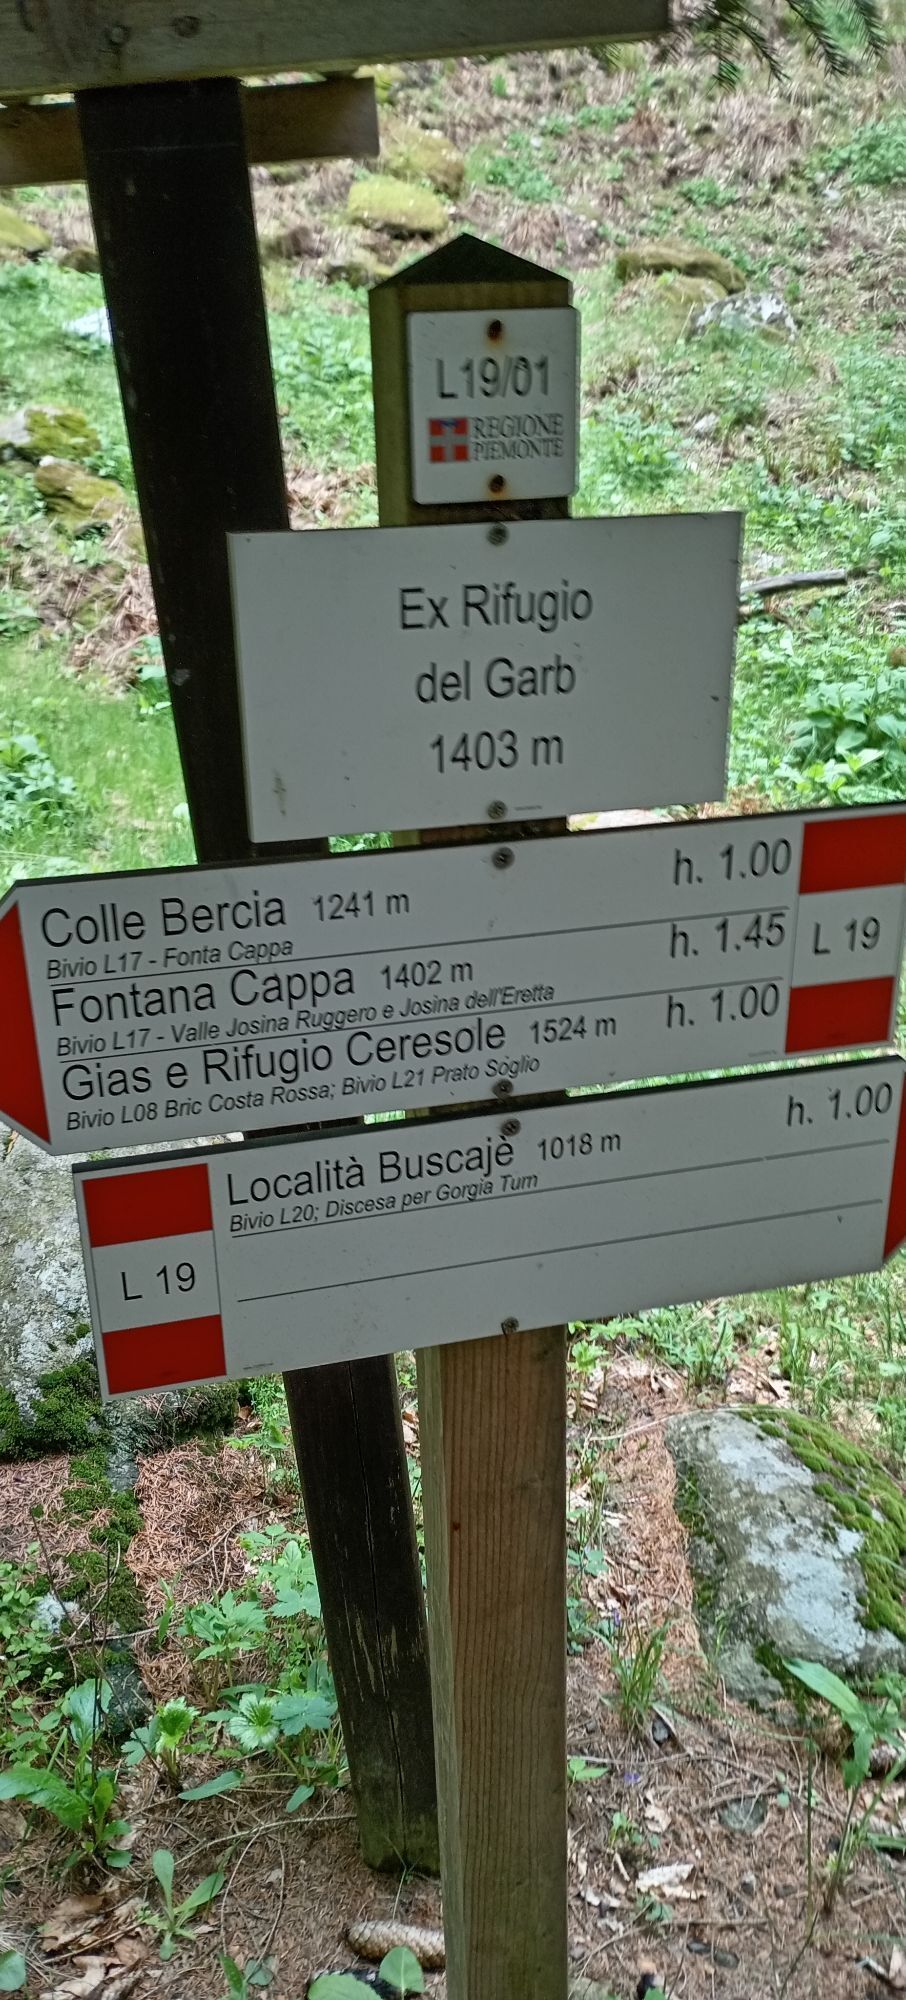 L19/01
REGIONE
PIEMONTE
Ex Rifugio
del Garb
1403 m
Colle Bercia 1241 m h. 1.00
Bivio L17 - Fonta Cappa
Fontana Cappa 1402 m h. 1.45
Bivio L17 - Valle Josina Ruggero e Josina dell'Eretta
Gias e Rifugio Ceresole 1524 m h. 1.00
Bivio L08 Bric Costa Rossa; Bivio L21 Prato Soglio
L 19
Località Buscajè 1018 m h. 1.00
Bivio L20; Discesa per Gorgia Turn
L 19